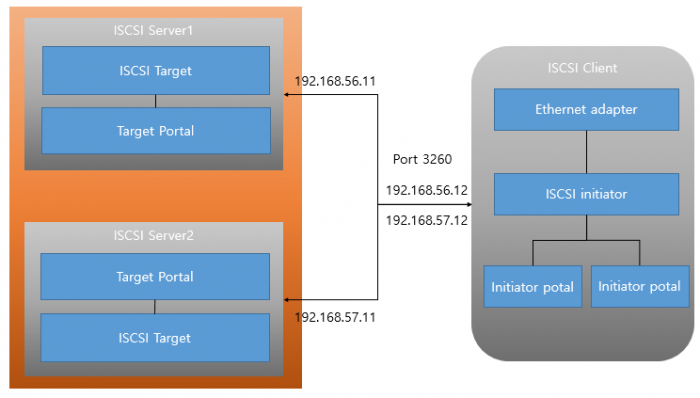 ISCSI Server1
ISCSI Target
Target Portal
192.168.56.11
Port 3260
192.168.56.12
192.168.57.12
ISCSI Server2
Target Portal
ISCSI Target
192.168.57.11
ISCSI Client
Ethernet adapter
ISCSI initiator
Initiator potal
Initiator potal